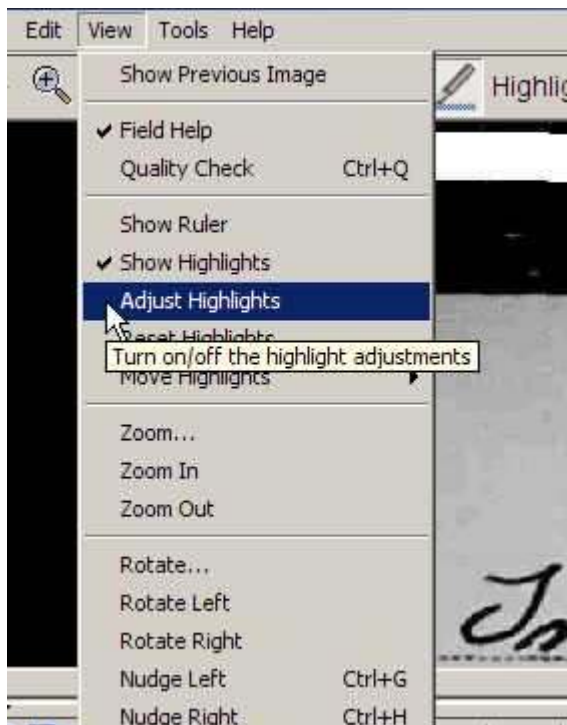 Edit View Tools Help
Show Previous Image
Highlig
Field Help
Quality Check Ctrl+Q
Show Ruler
Show Highlights
Adjust Highlights
Reset Highlights
Turn on/off the highlight adjustments
Move Highlights
Zoom...
Zoom In
Zoom Out
Rotate...
Rotate Left
Rotate Right
Nudge Left Ctrl+G
Nudge Right Ctrl+H